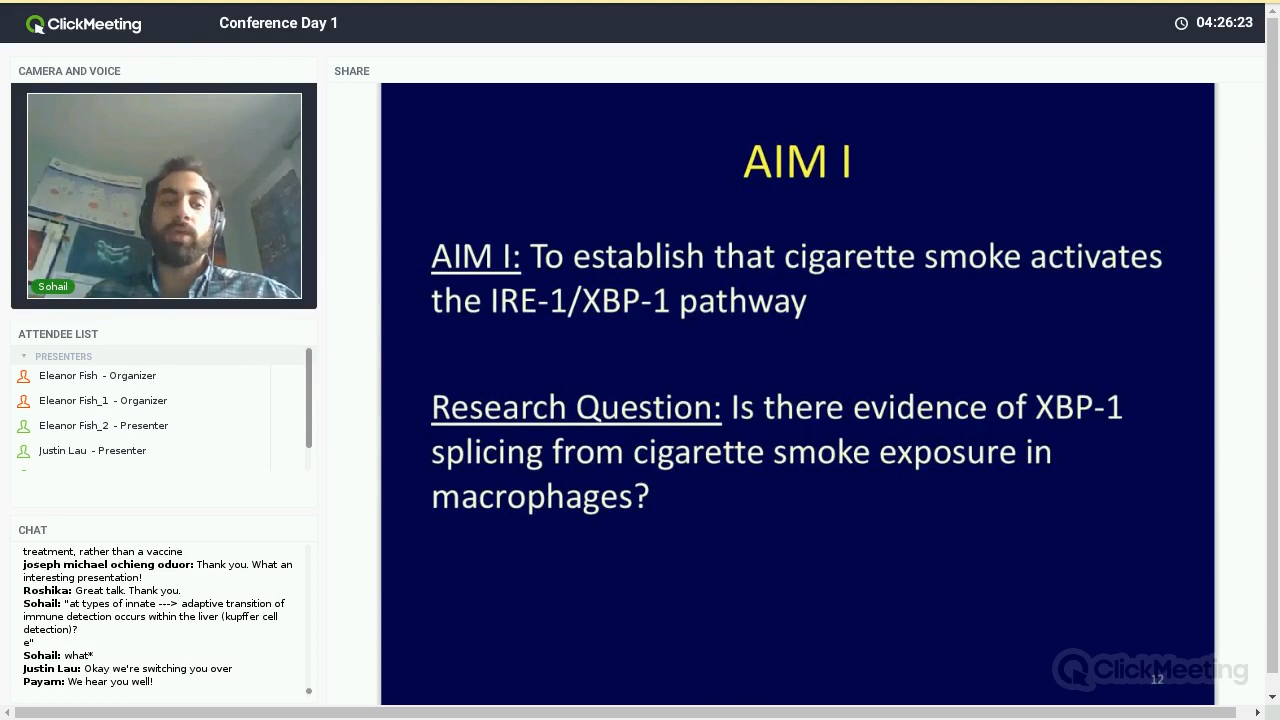 ClickMeeting
Conference Day 1
04:26:23
CAMERA AND VOICE
Sohail
SHARE
AIM I
AIM I: To establish that cigarette smoke activates
the IRE-1/XBP-1 pathway
Research Question: Is there evidence of XBP-1
splicing from cigarette smoke exposure in
macrophages?
ClickMeeting
12
ATTENDEE LIST
PRESENTERS
Eleanor Fish - Organizer
Eleanor Fish_1 - Organizer
Eleanor Fish_2 - Presenter
Justin Lau - Presenter
CHAT
treatment, rather than a vaccine
joseph michael ochieng oduor: Thank you. What an
interesting presentation!
Roshika: Great talk. Thank you.
Sohail: "at types of innate ---> adaptive transition of
immune detection occurs within the liver (kupffer cell
detection)?
e"
Sohail: what*
Justin Lau: Okay we're switching you over
Payam: We hear you well!